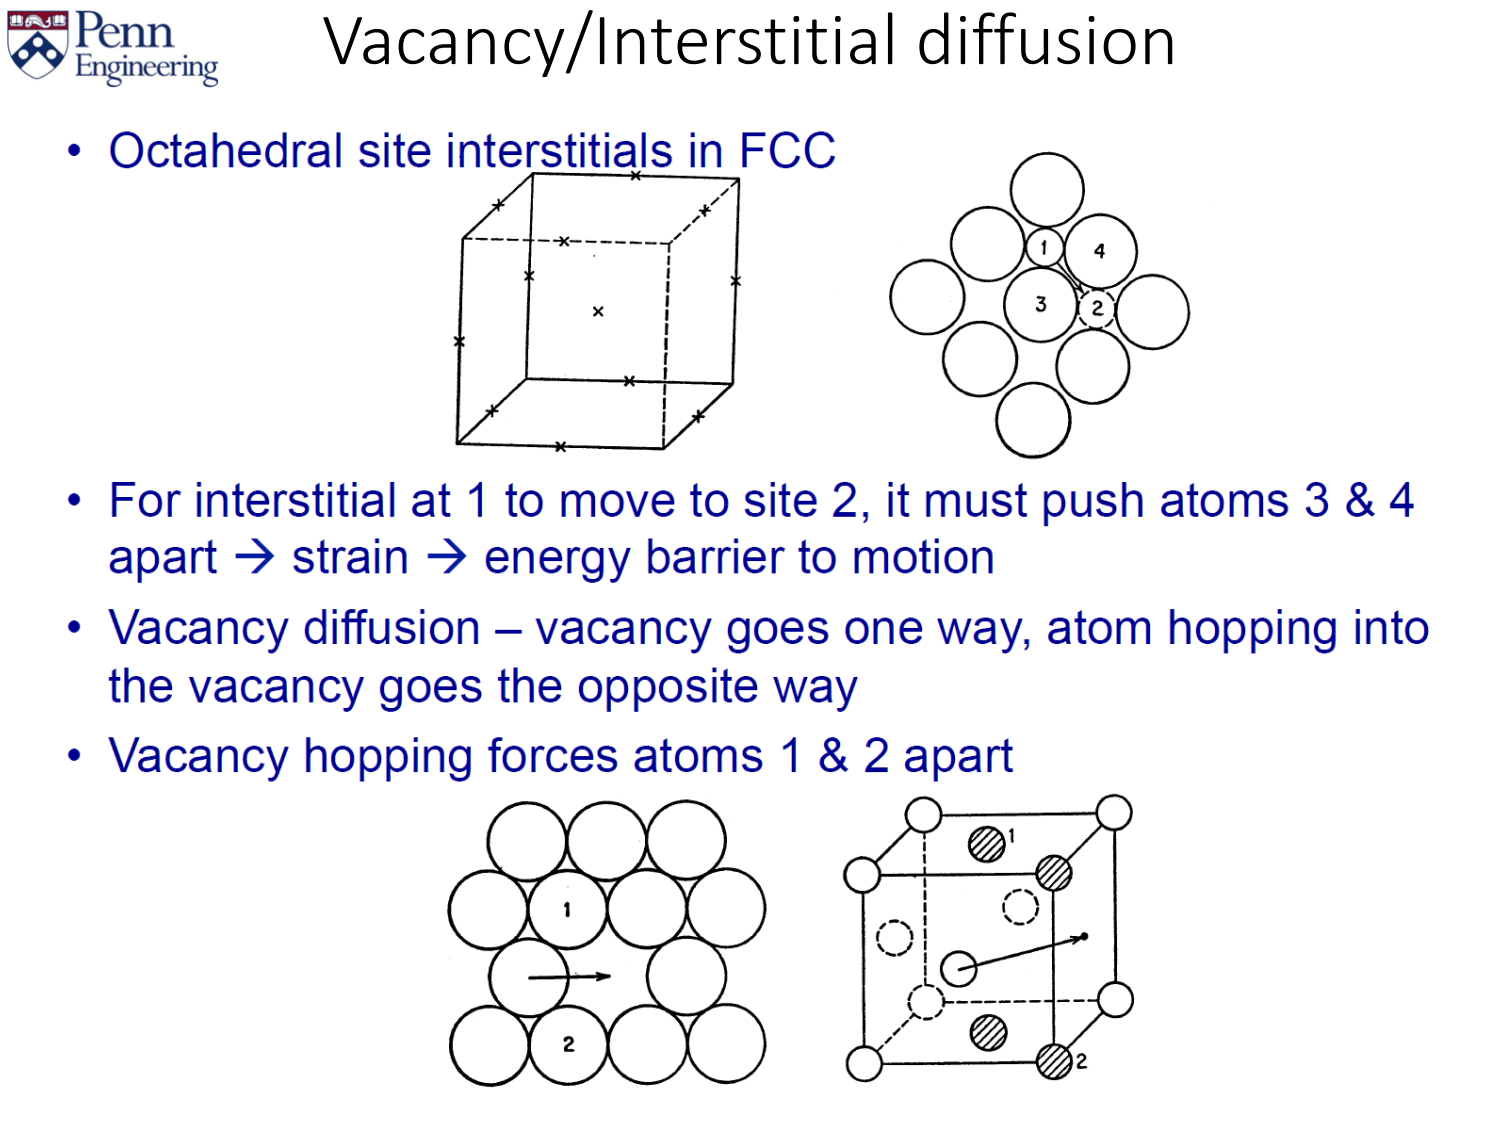 Penn
Engineering
Vacancy/Interstitial diffusion
• Octahedral site interstitials in FCC
1
4
3
2
• For interstitial at 1 to move to site 2, it must push atoms 3 & 4
apart → strain → energy barrier to motion
• Vacancy diffusion – vacancy goes one way, atom hopping into
the vacancy goes the opposite way
• Vacancy hopping forces atoms 1 & 2 apart
1
2
1
2